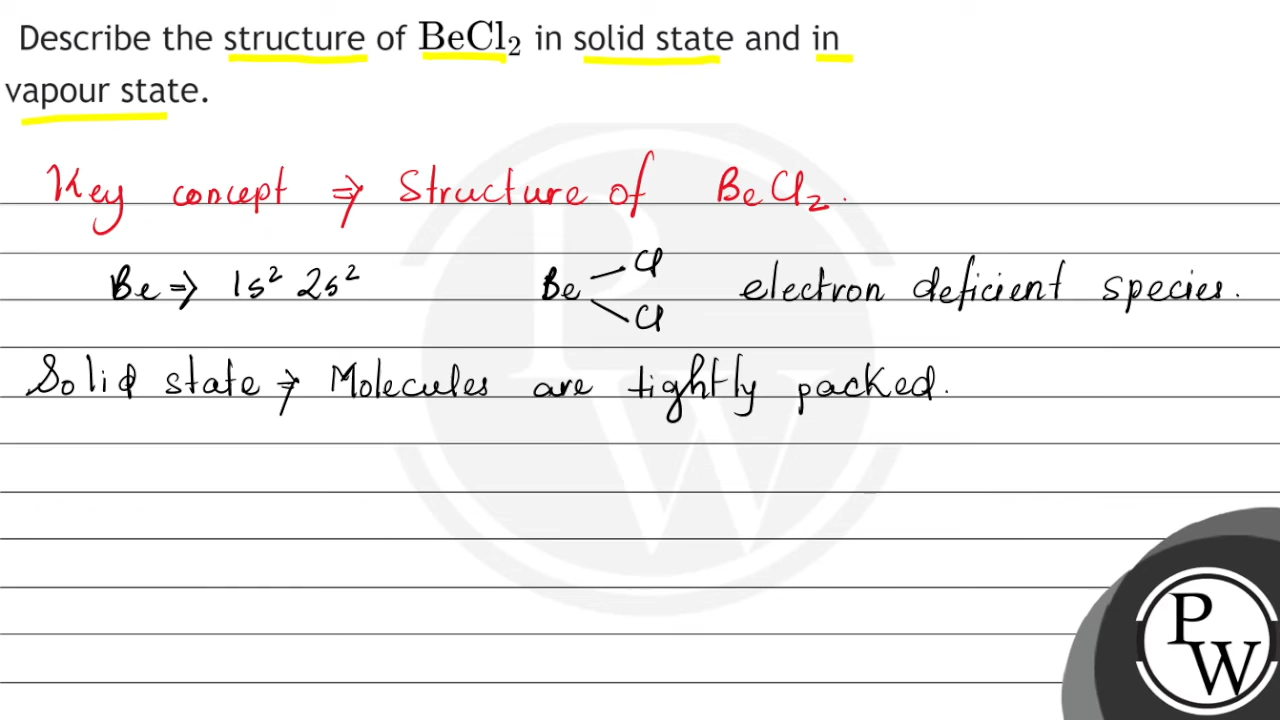 Describe the structure of BeCl₂ in solid state and in
vapour state.
Key concept ⇒ Structure of BeCl₂.
Be ⇒ 1s² 2s² Be Cl Cl electron deficient species.
Solid state ⇒ Molecules are tightly packed.
PW
PW